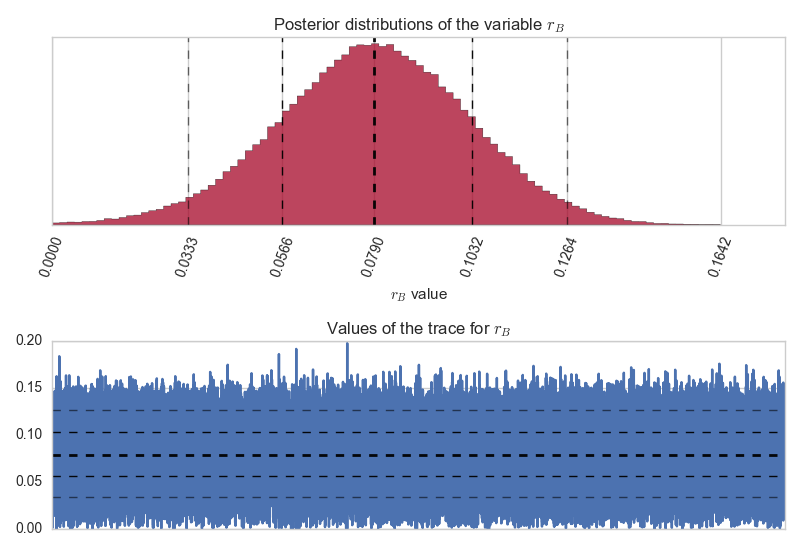 Posterior distributions of the variable r_B
0.0000 0.0333 0.0566 0.0790 0.1032 0.1264 0.1642
r_B value
Values of the trace for r_B
0.20
0.15
0.10
0.05
0.00